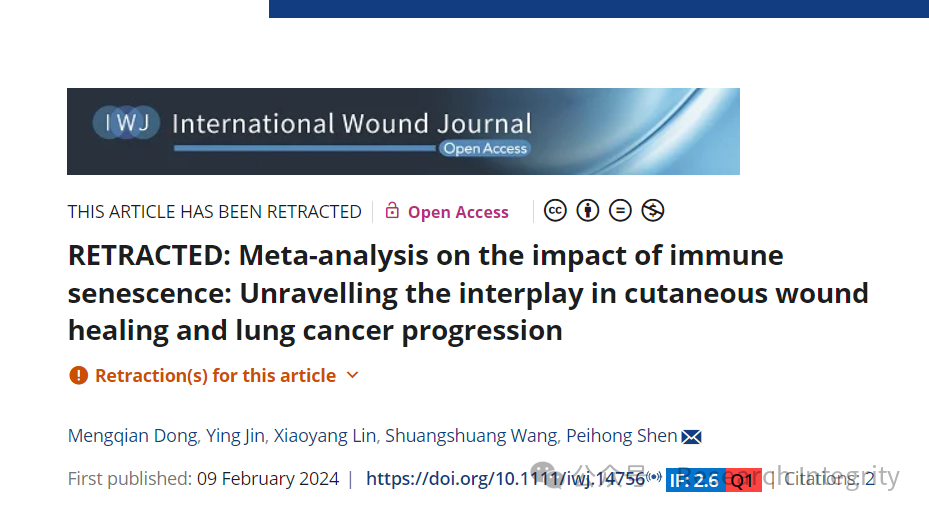 IWJ International Wound Journal
Open Access
THIS ARTICLE HAS BEEN RETRACTED Open Access
RETRACTED: Meta-analysis on the impact of immune
senescence: Unravelling the interplay in cutaneous wound
healing and lung cancer progression
Retraction(s) for this article
Mengqian Dong, Ying Jin, Xiaoyang Lin, Shuangshuang Wang, Peihong Shen
First published: 09 February 2024 | https://doi.org/10.1111/iwj.14756 IF: 2.6 Q1 | Citations: 2
公众号 · Research Integrity